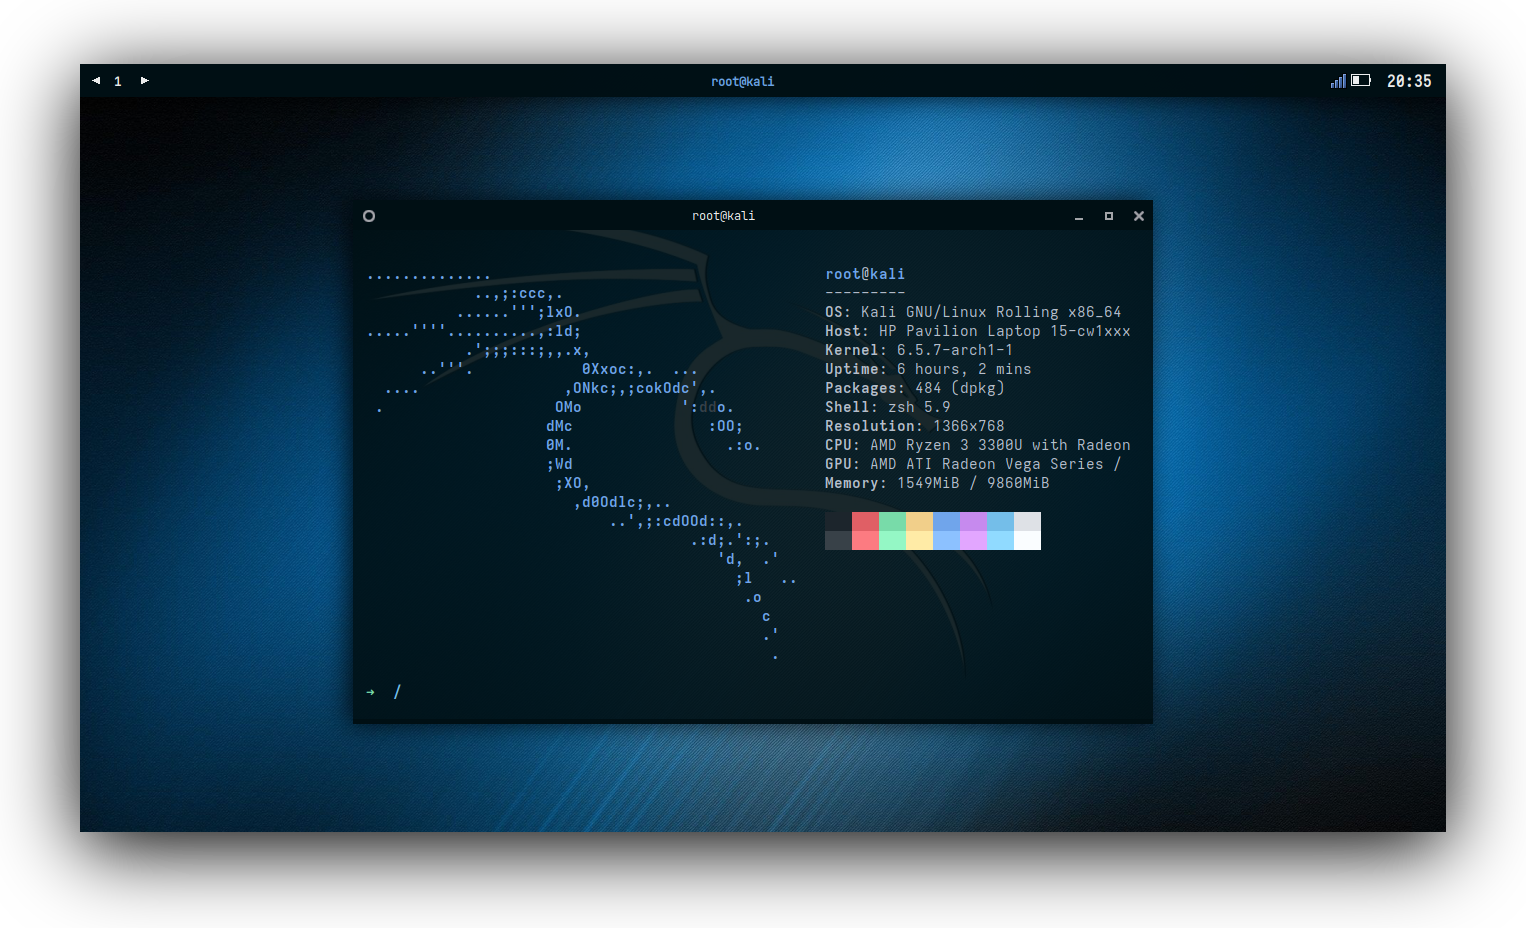 ◀ 1 ▶ root@kali 20:35
root@kali
..............
..,;:ccc,.
......''';lxO.
.....''''..........,:ld;
.';;;:::;,,.x,
..'''. 0Xxoc:,. ...
.... ,ONkc;,;cokOdc',.
. OMo ':ddo.
dMc :OO;
0M. .:o.
;Wd
;XO,
,d0Odlc;,..
..',;:cdOOd::,.
.:d;.':;.
'd, .'
;l ..
.o
c
.'
.
root@kali
---------
OS: Kali GNU/Linux Rolling x86_64
Host: HP Pavilion Laptop 15-cw1xxx
Kernel: 6.5.7-arch1-1
Uptime: 6 hours, 2 mins
Packages: 484 (dpkg)
Shell: zsh 5.9
Resolution: 1366x768
CPU: AMD Ryzen 3 3300U with Radeon
GPU: AMD ATI Radeon Vega Series /
Memory: 1549MiB / 9860MiB
➜ /